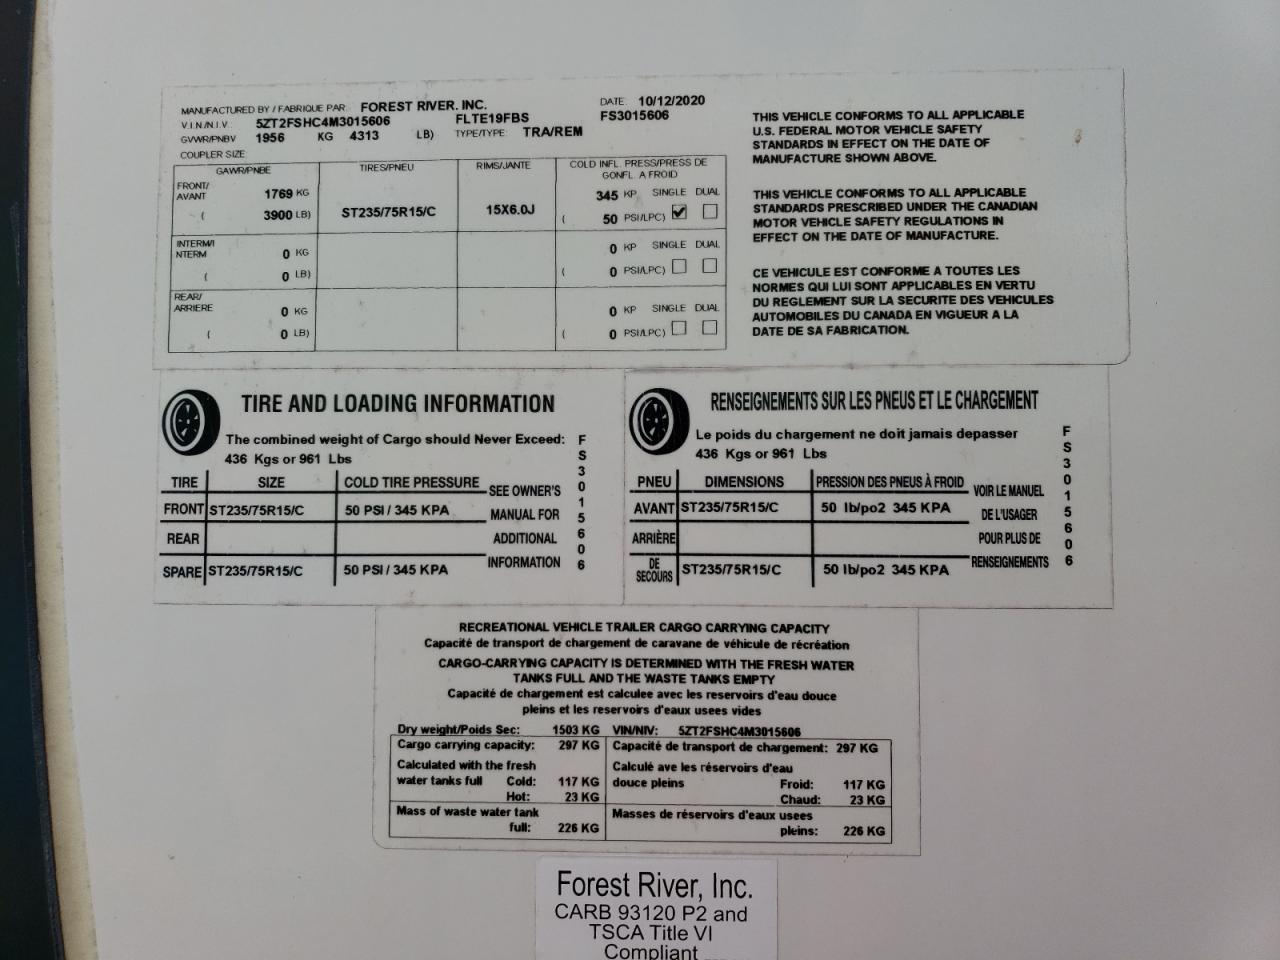 MANUFACTURED BY / FABRIQUE PAR FOREST RIVER, INC. DATE: 10/12/2020
V.I.N/N.I.V. 5ZT2FSHC4M3015606 FLTE19FBS FS3015606
GVWR/PNBV 1956 KG 4313 LB) TYPE/TYPE: TRA/REM
COUPLER SIZE
GAWR/PNBE TIRES/PNEU RIMS/JANTE COLD INFL. PRESS/PRESS DE
GONFL. A FROID
FRONT/
AVANT 1769 KG 345 KP SINGLE DUAL
( 3900 LB) ST235/75R15/C 15X6.0J ( 50 PSI/LPC)
INTERM/I
NTERM 0 KG 0 KP SINGLE DUAL
( 0 LB) ( 0 PSI/LPC)
REAR/
ARRIERE 0 KG 0 KP SINGLE DUAL
( 0 LB) ( 0 PSI/LPC)
THIS VEHICLE CONFORMS TO ALL APPLICABLE
U.S. FEDERAL MOTOR VEHICLE SAFETY
STANDARDS IN EFFECT ON THE DATE OF
MANUFACTURE SHOWN ABOVE.
THIS VEHICLE CONFORMS TO ALL APPLICABLE
STANDARDS PRESCRIBED UNDER THE CANADIAN
MOTOR VEHICLE SAFETY REGULATIONS IN
EFFECT ON THE DATE OF MANUFACTURE.
CE VEHICULE EST CONFORME A TOUTES LES
NORMES QUI LUI SONT APPLICABLES EN VERTU
DU REGLEMENT SUR LA SECURITE DES VEHICULES
AUTOMOBILES DU CANADA EN VIGUEUR A LA
DATE DE SA FABRICATION.
TIRE AND LOADING INFORMATION
The combined weight of Cargo should Never Exceed:
436 Kgs or 961 Lbs
TIRE SIZE COLD TIRE PRESSURE
FRONT ST235/75R15/C 50 PSI / 345 KPA
REAR
SPARE ST235/75R15/C 50 PSI / 345 KPA
SEE OWNER'S
MANUAL FOR
ADDITIONAL
INFORMATION
FS3015606
RENSEIGNEMENTS SUR LES PNEUS ET LE CHARGEMENT
Le poids du chargement ne doit jamais depasser
436 Kgs or 961 Lbs
PNEU DIMENSIONS PRESSION DES PNEUS À FROID
AVANT ST235/75R15/C 50 lb/po2 345 KPA
ARRIÈRE
DE
SECOURS ST235/75R15/C 50 lb/po2 345 KPA
VOIR LE MANUEL
DE L'USAGER
POUR PLUS DE
RENSEIGNEMENTS
FS3015606
RECREATIONAL VEHICLE TRAILER CARGO CARRYING CAPACITY
Capacité de transport de chargement de caravane de véhicule de récréation
CARGO-CARRYING CAPACITY IS DETERMINED WITH THE FRESH WATER
TANKS FULL AND THE WASTE TANKS EMPTY
Capacité de chargement est calculee avec les reservoirs d'eau douce
pleins et les reservoirs d'eaux usees vides
Dry weight/Poids Sec: 1503 KG VIN/NIV: 5ZT2FSHC4M3015606
Cargo carrying capacity: 297 KG Capacité de transport de chargement: 297 KG
Calculated with the fresh Calculé ave les réservoirs d'eau
water tanks full Cold: 117 KG douce pleins Froid: 117 KG
Hot: 23 KG Chaud: 23 KG
Mass of waste water tank Masses de réservoirs d'eaux usees
full: 226 KG pleins: 226 KG
Forest River, Inc.
CARB 93120 P2 and
TSCA Title VI
Compliant